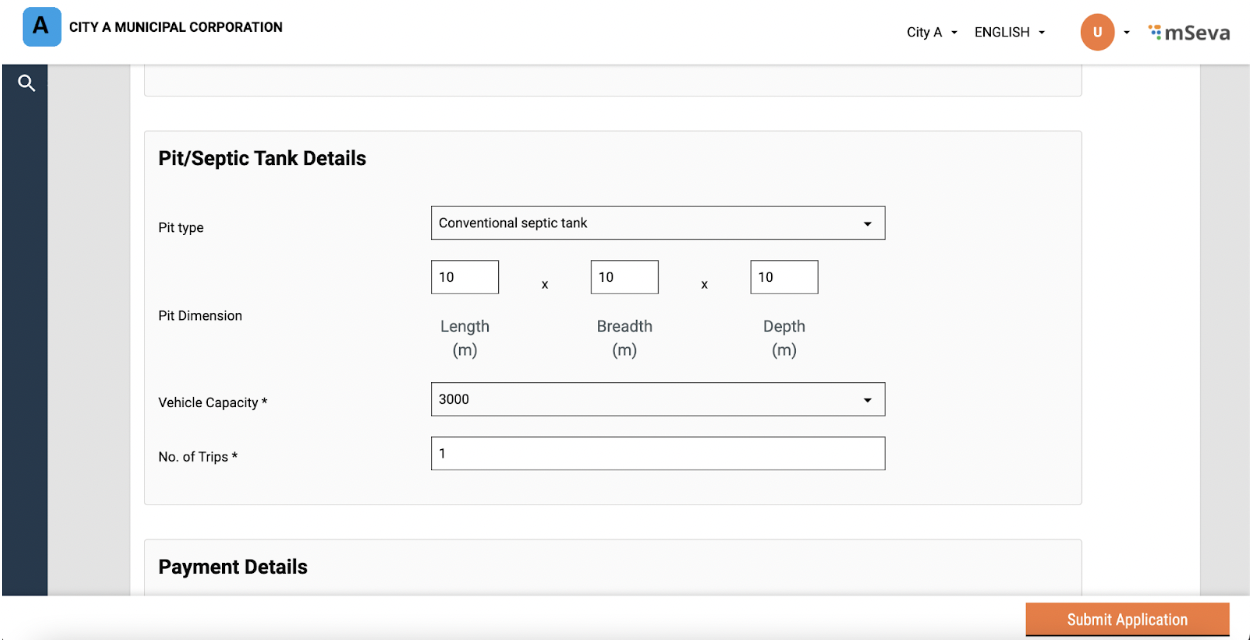 A CITY A MUNICIPAL CORPORATION City A ENGLISH U mSeva
Pit/Septic Tank Details
Pit type Conventional septic tank
10 x 10 x 10
Pit Dimension
Length Breadth Depth
(m) (m) (m)
Vehicle Capacity * 3000
No. of Trips * 1
Payment Details
Submit Application